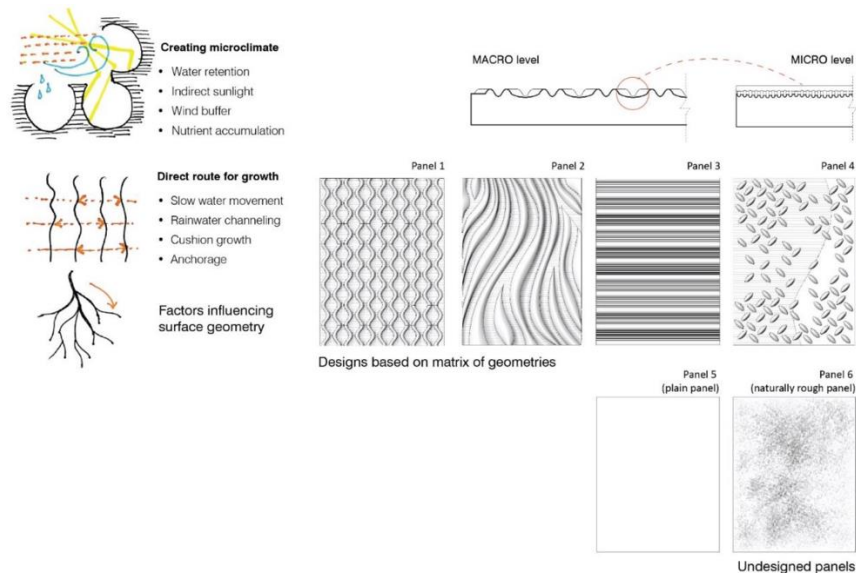 Creating microclimate
• Water retention
• Indirect sunlight
• Wind buffer
• Nutrient accumulation
Direct route for growth
• Slow water movement
• Rainwater channeling
• Cushion growth
• Anchorage
Factors influencing
surface geometry
MACRO level
MICRO level
Panel 1
Panel 2
Panel 3
Panel 4
Designs based on matrix of geometries
Panel 5
(plain panel)
Panel 6
(naturally rough panel)
Undesigned panels